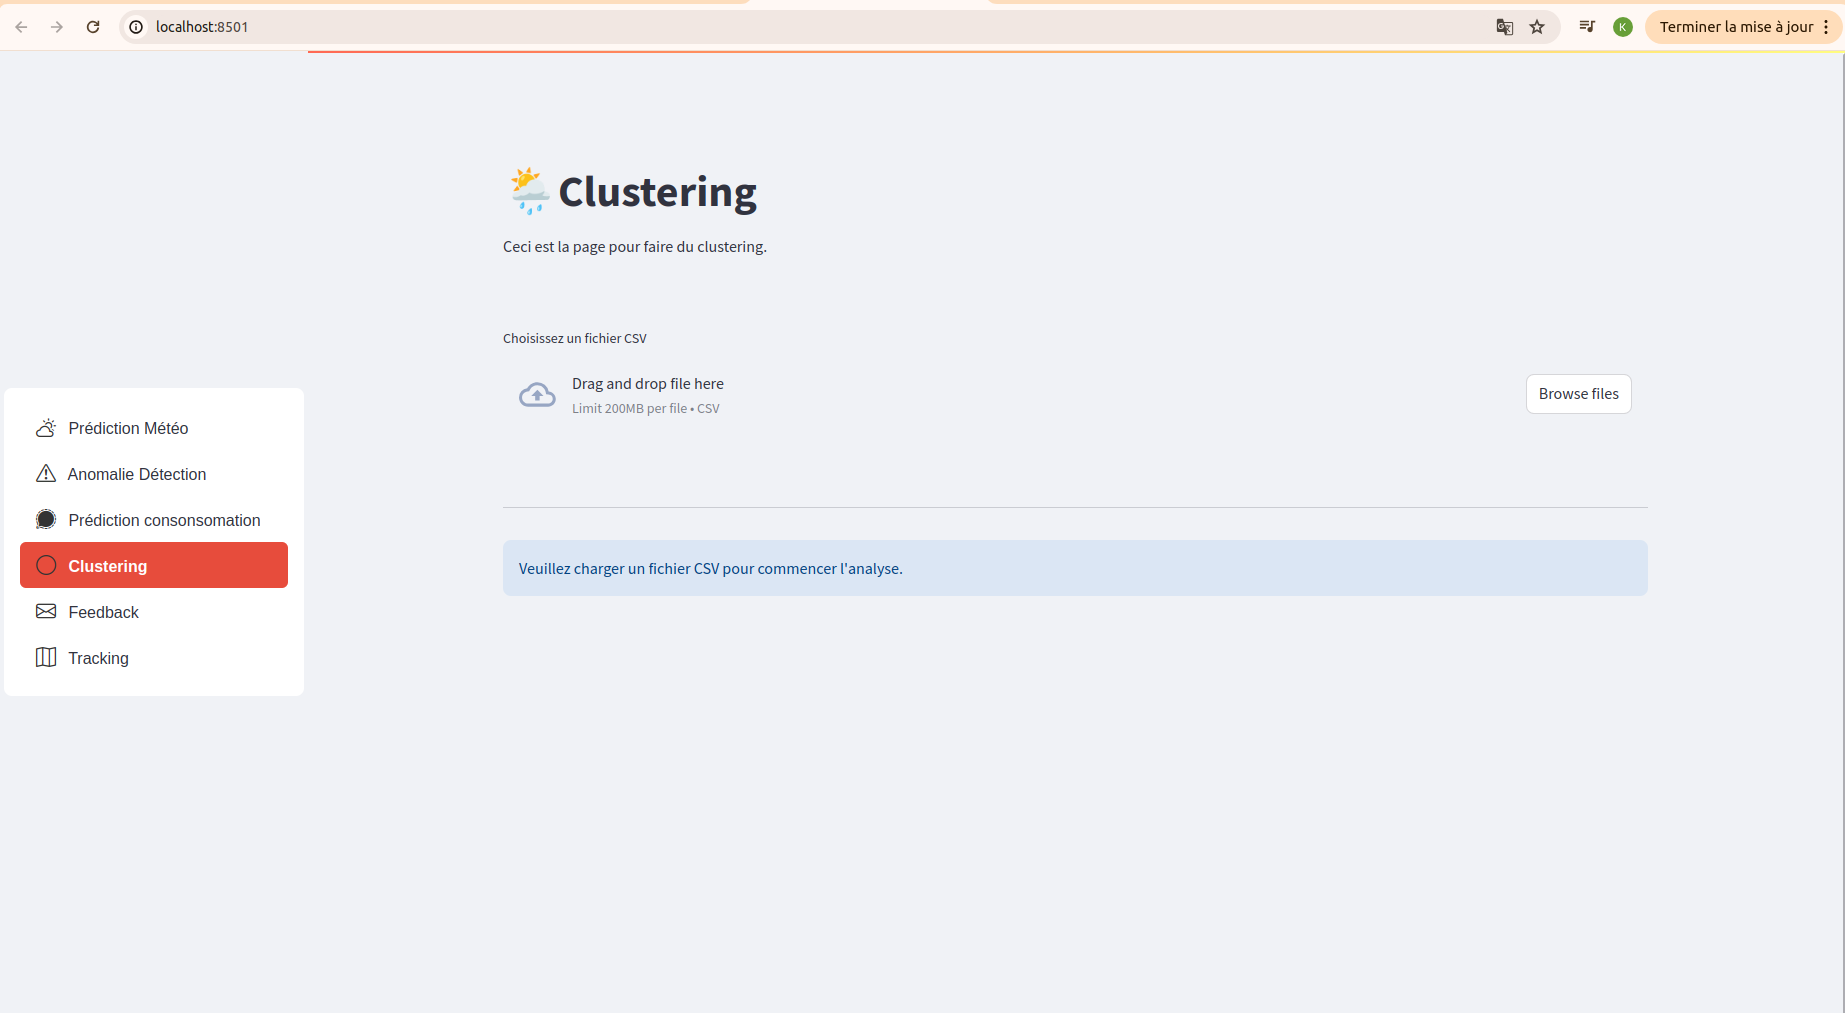 localhost:8501
K
Terminer la mise à jour
Clustering
Ceci est la page pour faire du clustering.
Choisissez un fichier CSV
Drag and drop file here
Limit 200MB per file • CSV
Browse files
Prédiction Météo
Anomalie Détection
Prédiction consonsomation
Clustering
Feedback
Tracking
Veuillez charger un fichier CSV pour commencer l'analyse.